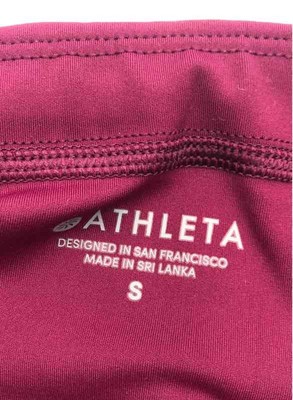 ATHLETA
DESIGNED IN SAN FRANCISCO
MADE IN SRI LANKA
S